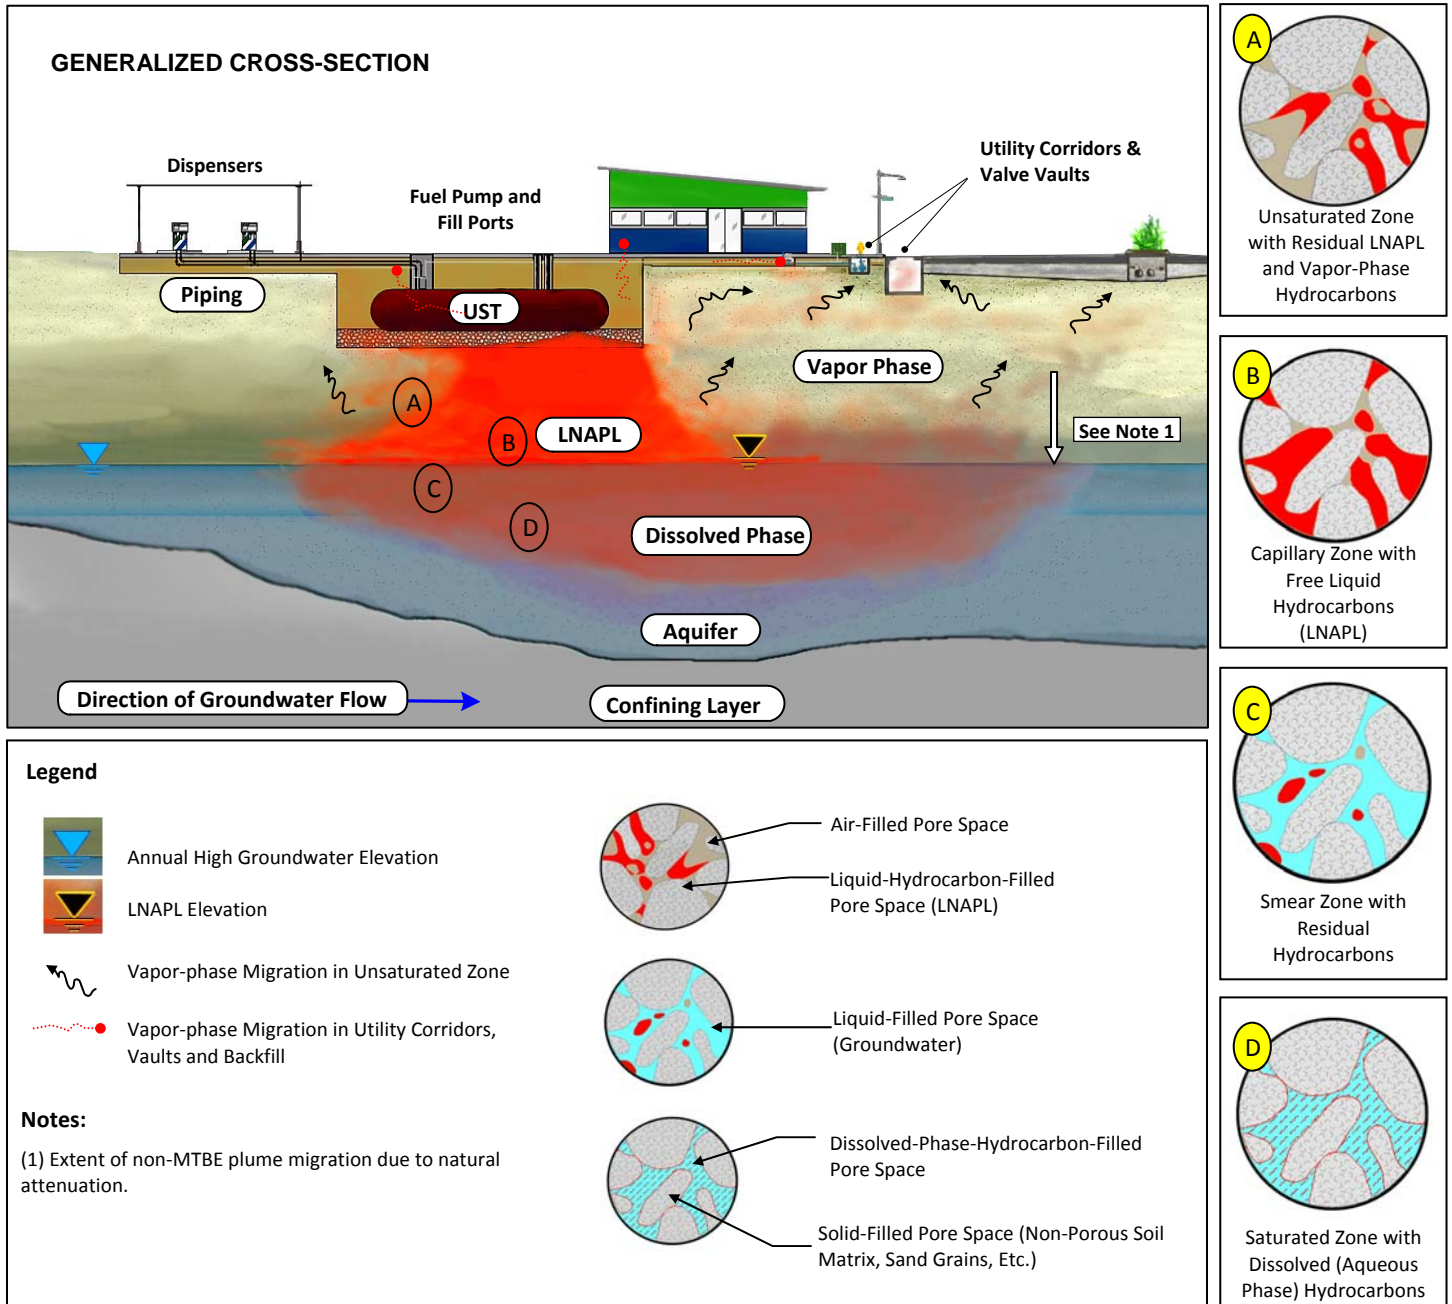 GENERALIZED CROSS-SECTION
Dispensers
Fuel Pump and
Fill Ports
Utility Corridors &
Valve Vaults
Piping
UST
Vapor Phase
A
B
LNAPL
See Note 1
C
D
Dissolved Phase
Aquifer
Direction of Groundwater Flow
Confining Layer
A
Unsaturated Zone
with Residual LNAPL
and Vapor-Phase
Hydrocarbons
B
Capillary Zone with
Free Liquid
Hydrocarbons
(LNAPL)
C
Smear Zone with
Residual
Hydrocarbons
D
Saturated Zone with
Dissolved (Aqueous
Phase) Hydrocarbons
Legend
Annual High Groundwater Elevation
LNAPL Elevation
Vapor-phase Migration in Unsaturated Zone
Vapor-phase Migration in Utility Corridors,
Vaults and Backfill
Notes:
(1) Extent of non-MTBE plume migration due to natural
attenuation.
Air-Filled Pore Space
Liquid-Hydrocarbon-Filled
Pore Space (LNAPL)
Liquid-Filled Pore Space
(Groundwater)
Dissolved-Phase-Hydrocarbon-Filled
Pore Space
Solid-Filled Pore Space (Non-Porous Soil
Matrix, Sand Grains, Etc.)